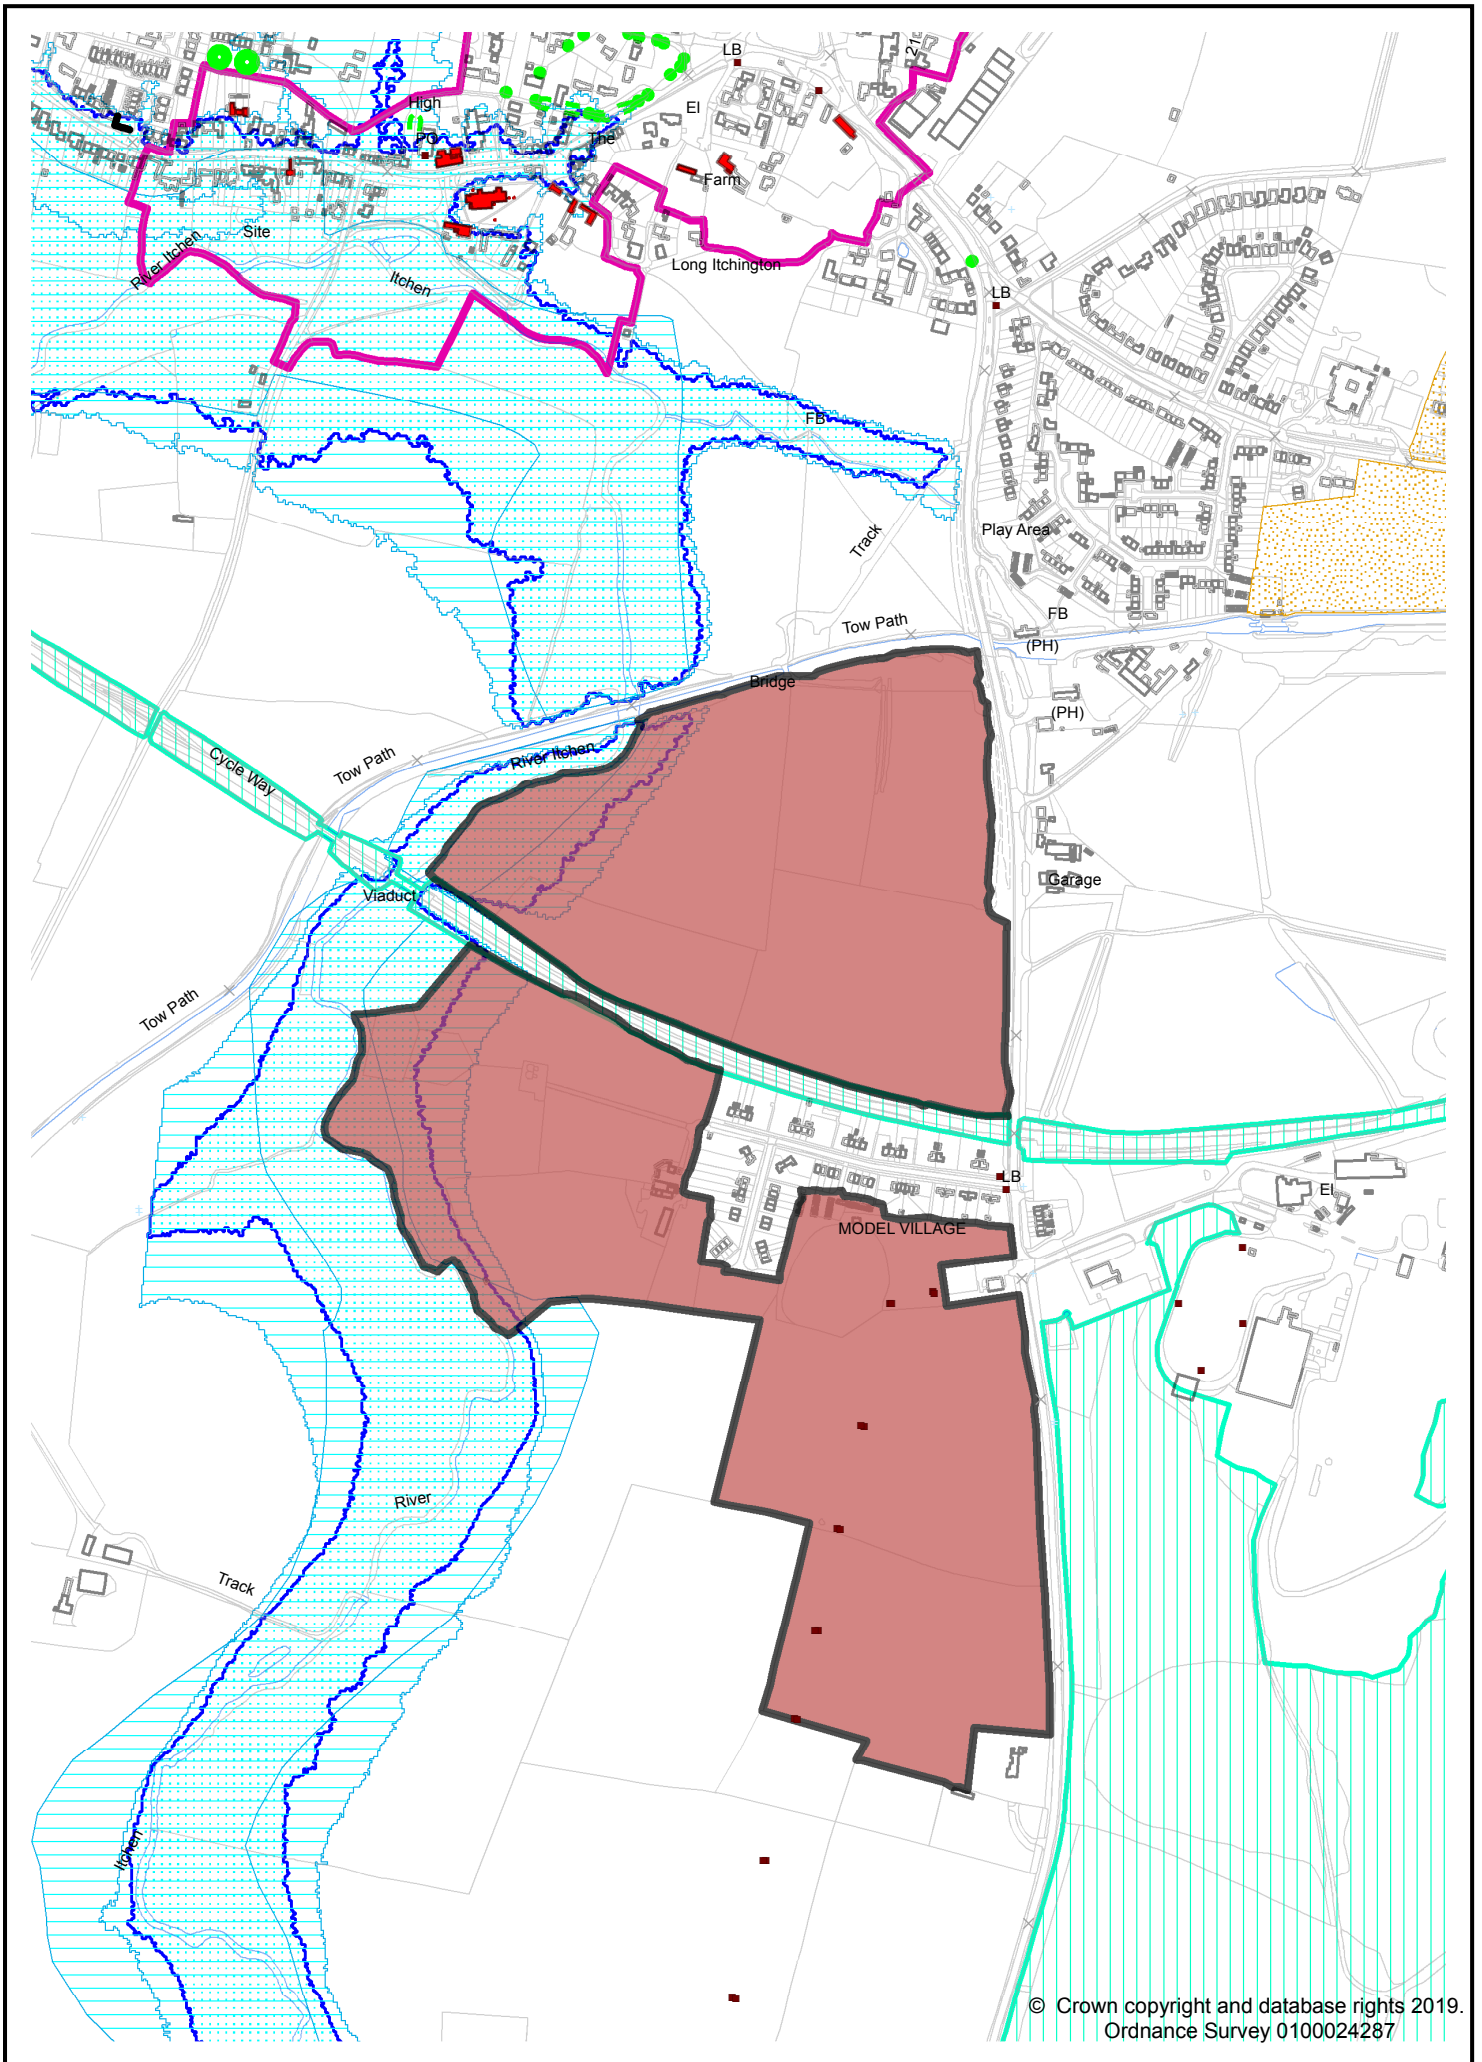 LB
21
High
El
PO
The
Farm
Site
River Itchen
Itchen
Long Itchington
LB
FB
Track
Play Area
FB
Tow Path
(PH)
Bridge
(PH)
River Itchen
Tow Path
Cycle Way
Garage
Viaduct
Tow Path
LB
El
MODEL VILLAGE
River
Track
Itchen
© Crown copyright and database rights 2019.
Ordnance Survey 0100024287